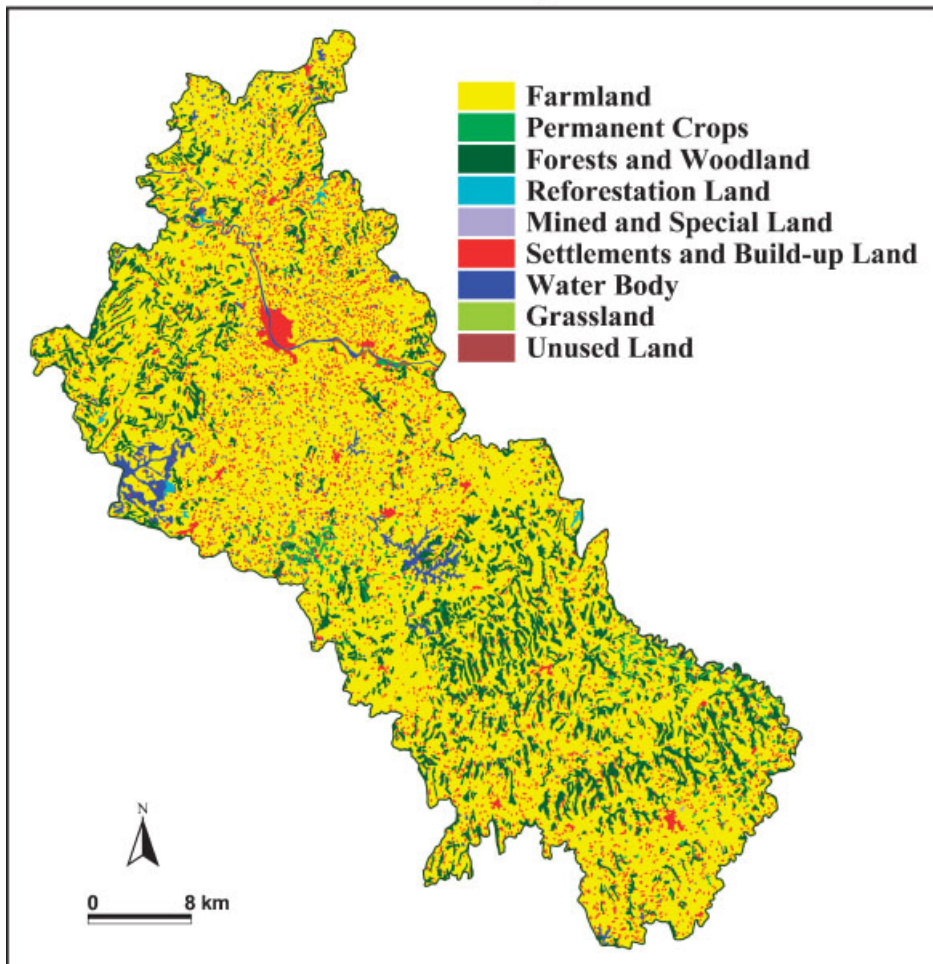 Farmland
Permanent Crops
Forests and Woodland
Reforestation Land
Mined and Special Land
Settlements and Build-up Land
Water Body
Grassland
Unused Land
N
0 8 km